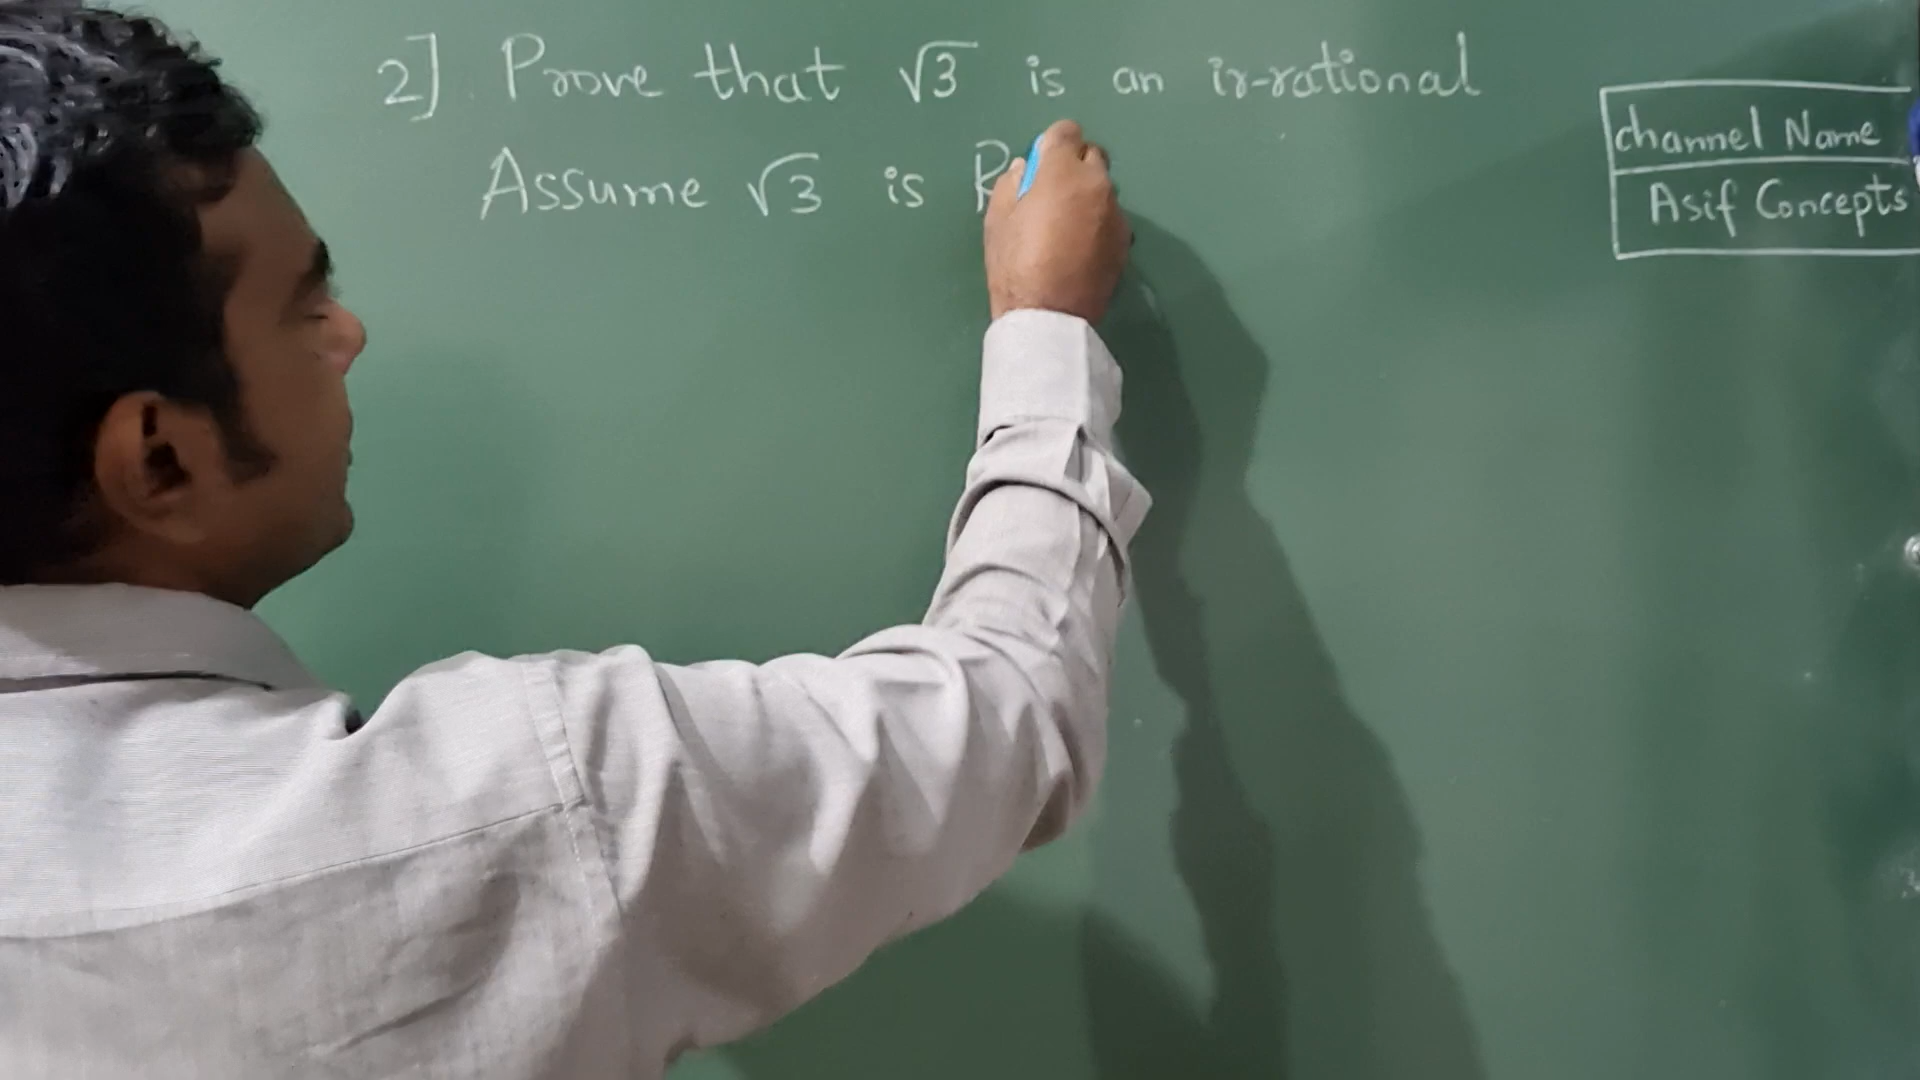 2] Prove that √3 is an ir-rational
Assume √3 is R
channel Name
Asif Concepts